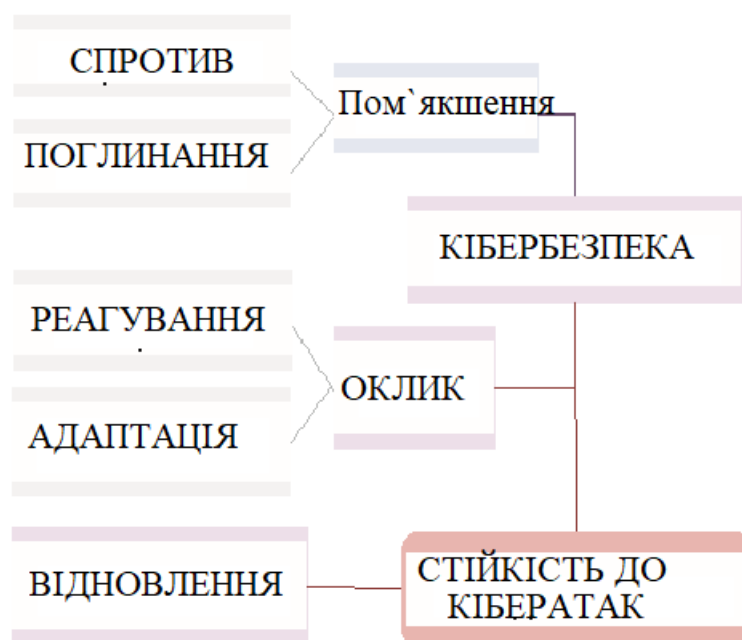 СПРОТИВ
Пом`якшення
ПОГЛИНАННЯ
КІБЕРБЕЗПЕКА
РЕАГУВАННЯ
ОКЛИК
АДАПТАЦІЯ
ВІДНОВЛЕННЯ
СТІЙКІСТЬ ДО
КІБЕРАТАК